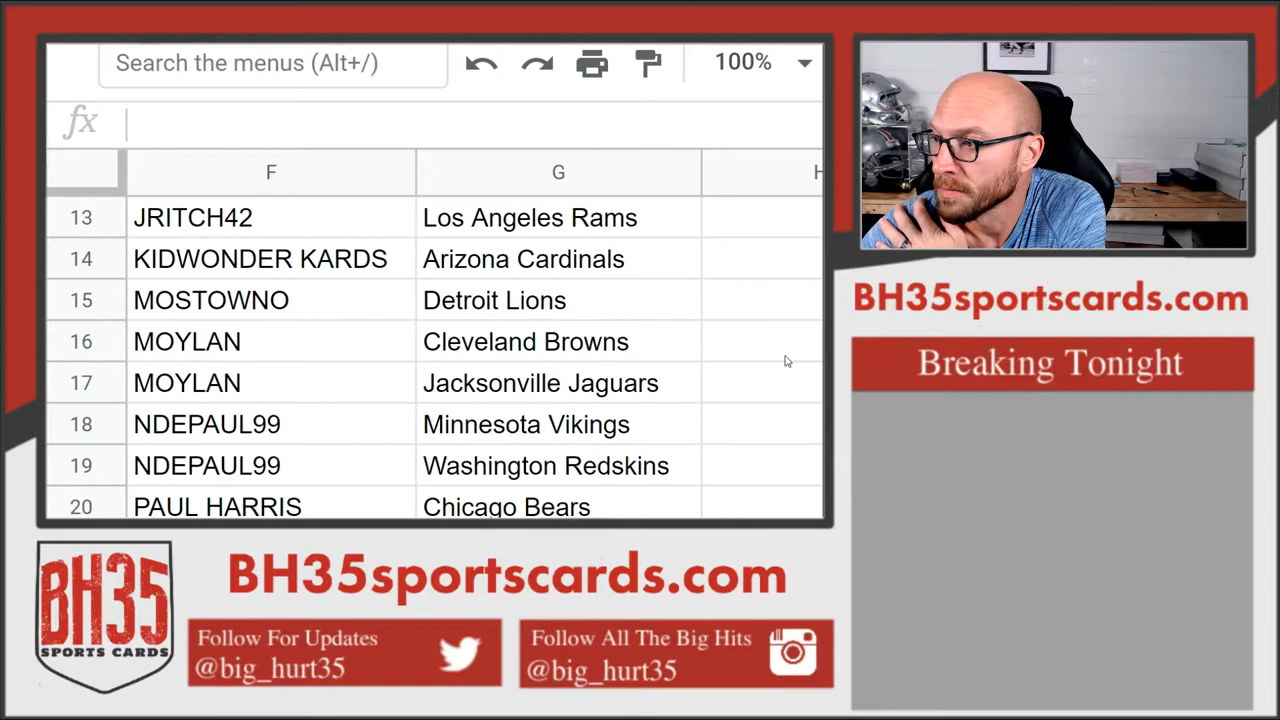 Search the menus (Alt+/)
100%
fx
F G H
13 JRITCH42 Los Angeles Rams
14 KIDWONDER KARDS Arizona Cardinals
15 MOSTOWNO Detroit Lions
16 MOYLAN Cleveland Browns
17 MOYLAN Jacksonville Jaguars
18 NDEPAUL99 Minnesota Vikings
19 NDEPAUL99 Washington Redskins
20 PAUL HARRIS Chicago Bears
BH35sportscards.com
Breaking Tonight
BH35
SPORTS CARDS
BH35sportscards.com
Follow For Updates
@big_hurt35
Follow All The Big Hits
@big_hurt35